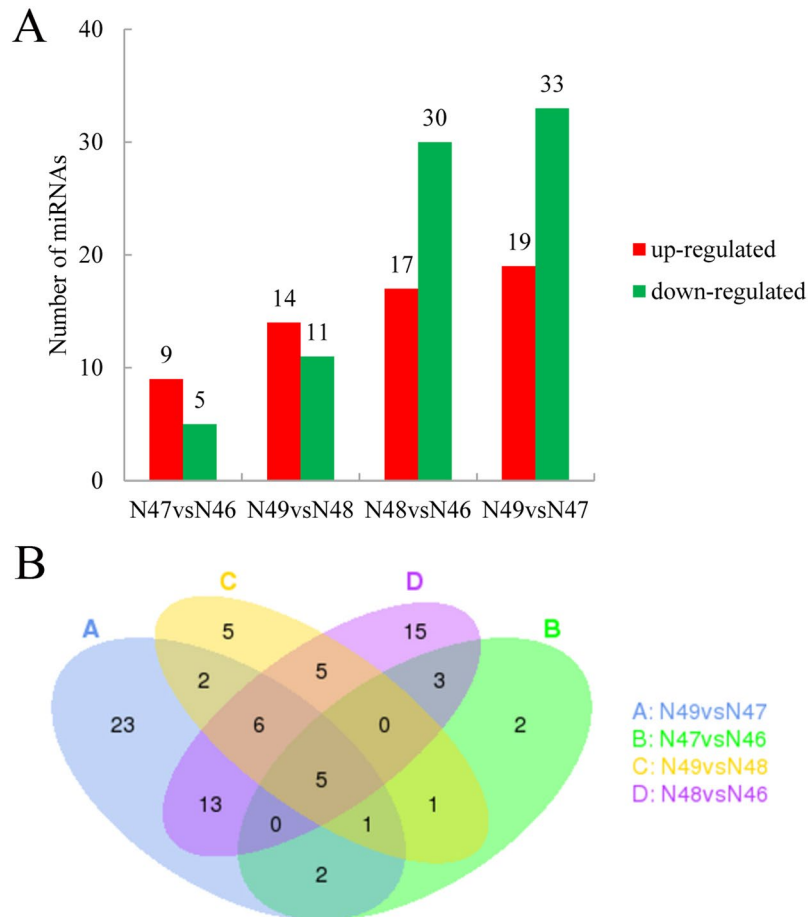 A
Number of miRNAs
40
30
20
10
0
9
5
14
11
17
30
19
33
N47vsN46
N49vsN48
N48vsN46
N49vsN47
up-regulated
down-regulated
B
C
D
A
B
5
15
2
5
3
23
6
0
2
13
5
1
0
1
2
A: N49vsN47
B: N47vsN46
C: N49vsN48
D: N48vsN46